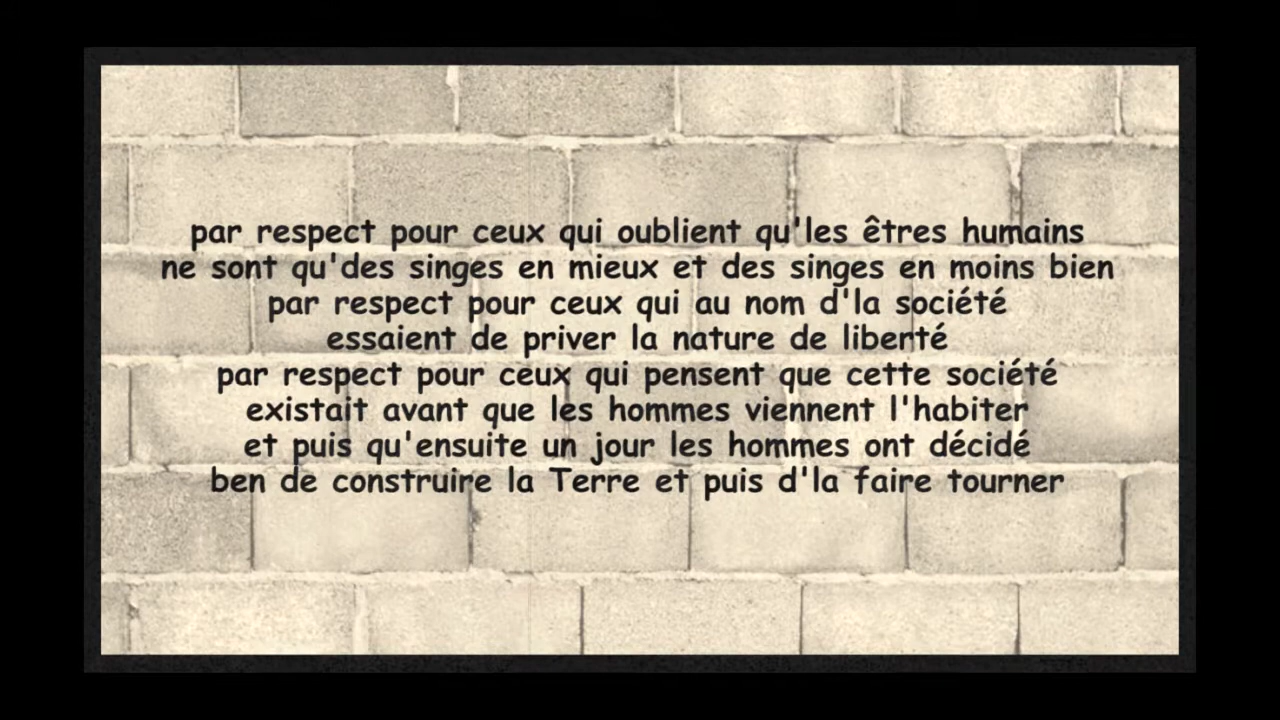 par respect pour ceux qui oublient qu'les êtres humains
ne sont qu'des singes en mieux et des singes en moins bien
par respect pour ceux qui au nom d'la société
essaient de priver la nature de liberté
par respect pour ceux qui pensent que cette société
existait avant que les hommes viennent l'habiter
et puis qu'ensuite un jour les hommes ont décidé
ben de construire la Terre et puis d'la faire tourner